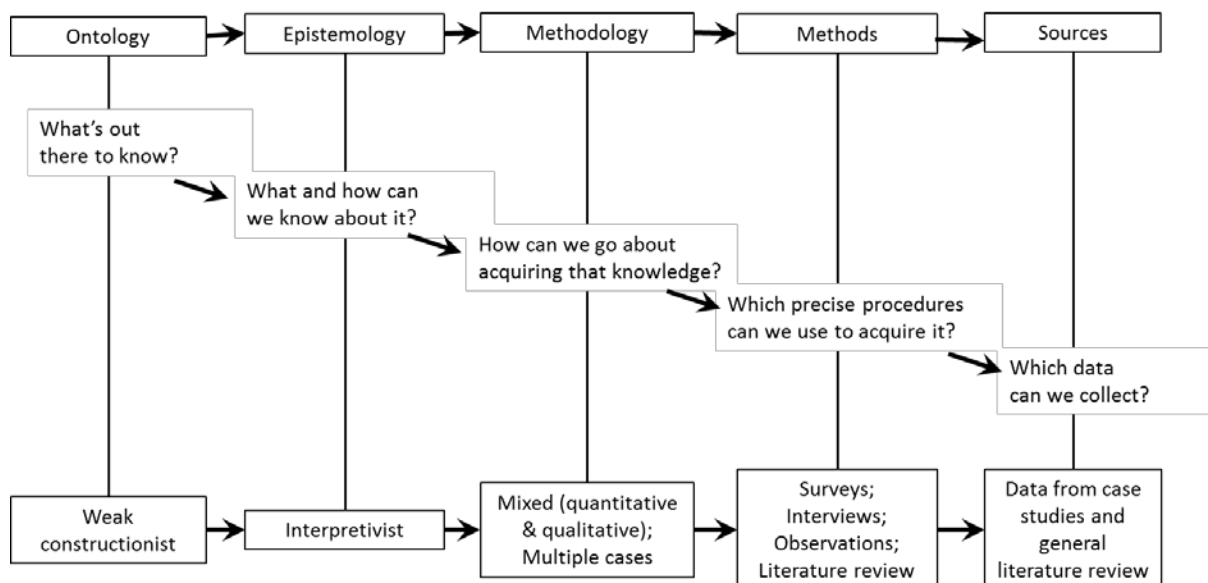 Ontology
Epistemology
Methodology
Methods
Sources
What’s out
there to know?
What and how can
we know about it?
How can we go about
acquiring that knowledge?
Which precise procedures
can we use to acquire it?
Which data
can we collect?
Weak
constructionist
Interpretivist
Mixed (quantitative
& qualitative);
Multiple cases
Surveys;
Interviews;
Observations;
Literature review
Data from case
studies and
general
literature review